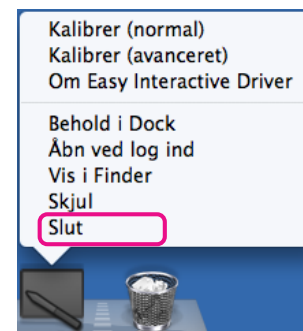 Kalibrer (normal)
Kalibrer (avanceret)
Om Easy Interactive Driver
Behold i Dock
Åbn ved log ind
Vis i Finder
Skjul
Slut